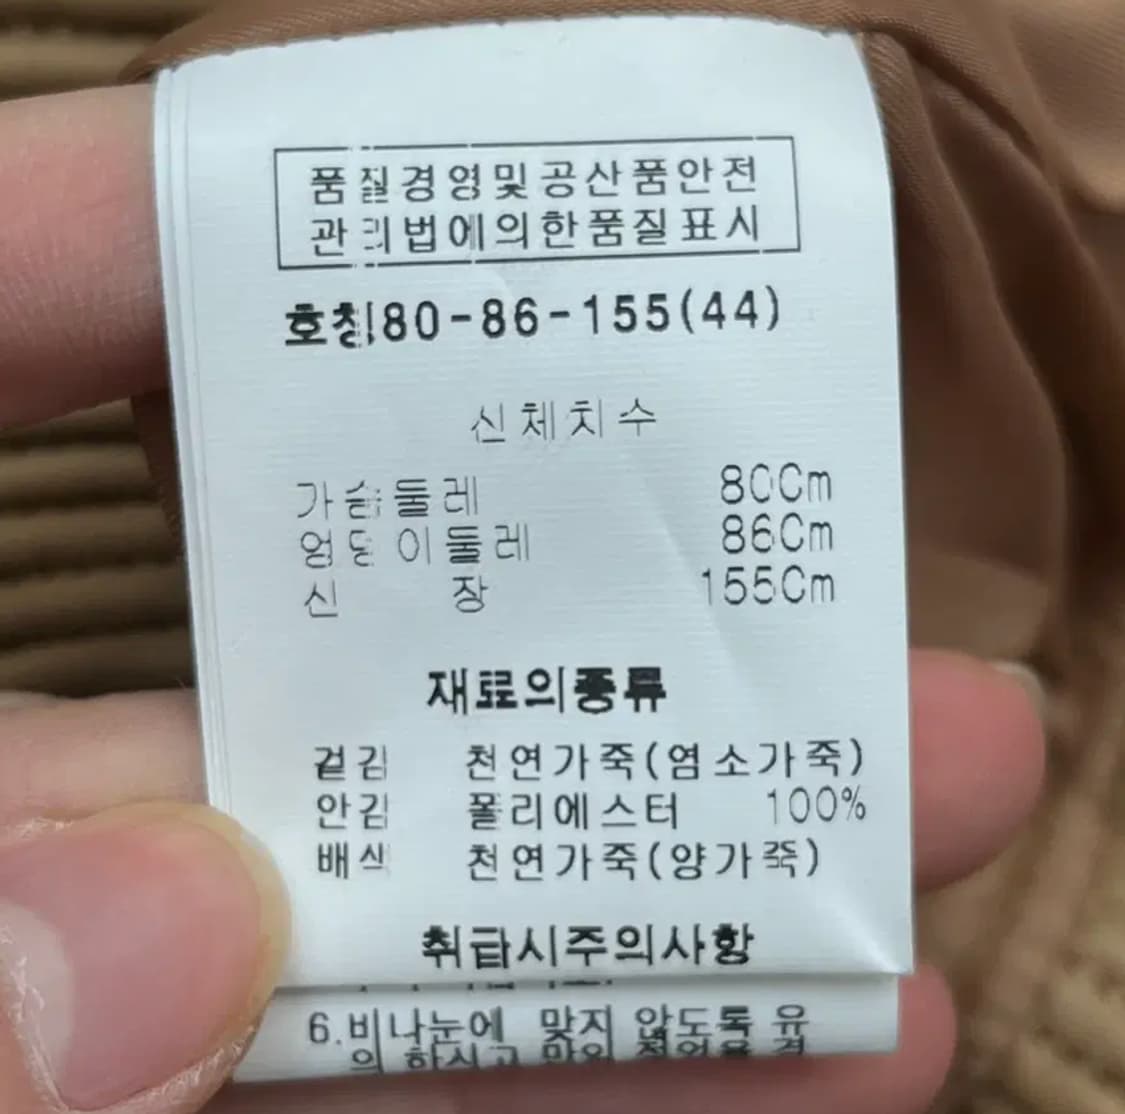 품질경영및공산품안전
관리법에의한품질표시
호칭80-86-155(44)
신체치수
가슴둘레 80Cm
엉덩이둘레 86Cm
신 장 155Cm
재료의종류
겉감 천연가죽(염소가죽)
안감 폴리에스터 100%
배색 천연가죽(양가죽)
취급시주의사항
6.비나눈에 맞지 않도록 유
의 하시고